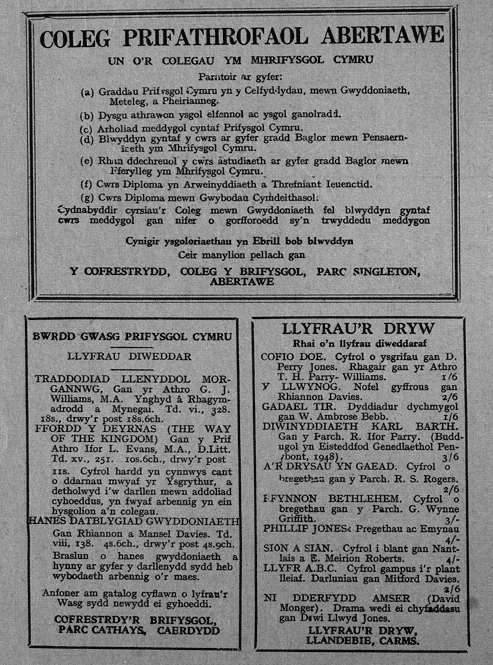 COLEG PRIFATHROFAOL ABERTAWE
UN O'R COLEGAU YM MHRIFYSGOL CYMRU
Paratoir ar gyfer:
(a) Graddau Prifysgol Cymru yn y Celfyddydau, mewn Gwyddoniaeth,
Meteleg, a Pheirianneg.
(b) Dysgu athrawon ysgol elfennol ac ysgol ganolradd.
(c) Arholiad meddygol cyntaf Prifysgol Cymru.
(d) Blwyddyn gyntaf y cwrs ar gyfer gradd Baglor mewn Pensaern-
ïaeth ym Mhrifysgol Cymru.
(e) Rhan ddechreuol y cwrs astudiaeth ar gyfer gradd Baglor mewn
Fferylleg ym Mhrifysgol Cymru.
(f) Cwrs Diploma yn Arweinyddiaeth a Threfniant Ieuenctid.
(g) Cwrs Diploma mewn Gwybodau Cymdeithasol.
Cydnabyddir cyrsiau'r Coleg mewn Gwyddoniaeth fel blwyddyn gyntaf
cwrs meddygol gan nifer o gorfforoedd yn trwyddedu meddygon
Cynigir ysgoloriaethau yn Ebrill bob blwyddyn
Ceir manylion pellach gan
Y COFRESTRYDD, COLEG Y BRIFYSGOL, PARC SINGLETON,
ABERTAWE
BWRDD GWASG PRIFYSGOL CYMRU
LLYFRAU DIWEDDAR
TRADDODIAD LLENYDDOL MOR-
GANNWG, Gan yr Athro G. J.
Williams, M.A. Ynghyd â Rhagym-
adrodd a Mynegai. Td. vi., 328.
18s., drwy'r post 18s.6ch.
FFORDD Y DEYRNAS (THE WAY
OF THE KINGDOM) Gan y Prif
Athro Ifor L. Evans, M.A., D.Litt.
Td. xv., 251. 10s.6ch., drwy'r post
11s. Cyfrol hardd yn cynnwys cant
o ddarnau mwyaf yr Ysgrythur, a
detholwyd i'w darllen mewn addoliad
cyhoeddus, yn fwyaf arbennig yn ein
hysgolion a'n colegau.
HANES DATBLYGIAD GWYDDONIAETH
Gan Rhiannon a Mansel Davies. Td.
viii, 138. 4s.6ch., drwy'r post 4s.9ch.
Braslun o hanes gwyddoniaeth a
hynny ar gyfer y darllenydd sydd heb
wybodaeth arbennig o'r maes.
Anfoner am gatalog cyflawn o lyfrau'r
Wasg sydd newydd ei gyhoeddi.
COFRESTRDY'R BRIFYSGOL,
PARC CATHAYS, CAERDYDD
LLYFRAU'R DRYW
Rhai o'n llyfrau diweddaraf
COFIO DOE. Cyfrol o ysgrifau gan D.
Perry Jones. Rhagair gan yr Athro
T. H. Parry-Williams. 1/6
Y LLWYNOG. Nofel gyffrous gan
Rhiannon Davies. 2/6
GADAEL TIR. Dyddiadur dychmygol
gan W. Ambrose Bebb. 1/6
DIWINYDDIAETH KARL BARTH.
Gan y Parch. R. Ifor Parry. (Buddu-
gol yn Eisteddfod Genedlaethol Pen-
/bont, 1948). 3/6
A'R DRYSAU YN GAEAD. Cyfrol o
bregethau gan y Parch. R. S. Rogers.
2/6
FFYNNON BETHLEHEM. Cyfrol o
bregethau gan y Parch. G. Wynne
Griffith. 3/-
PHILLIP JONES: Pregethau ac Emynau
4/-
SIÔN A SIÂN. Cyfrol i blant gan Nant-
lais a E. Meirion Roberts. 4/-
LLYFR A.B.C. Cyfrol gampus i'r plant
lleiaf. Darluniau gan Mitford Davies.
2/6
NI DDERFYDD AMSER (David
Monger). Drama wedi ei chyfaddasu
gan Dewi Llwyd Jones.
LLYFRAU'R DRYW,
LLANDEBIE, CARMS.